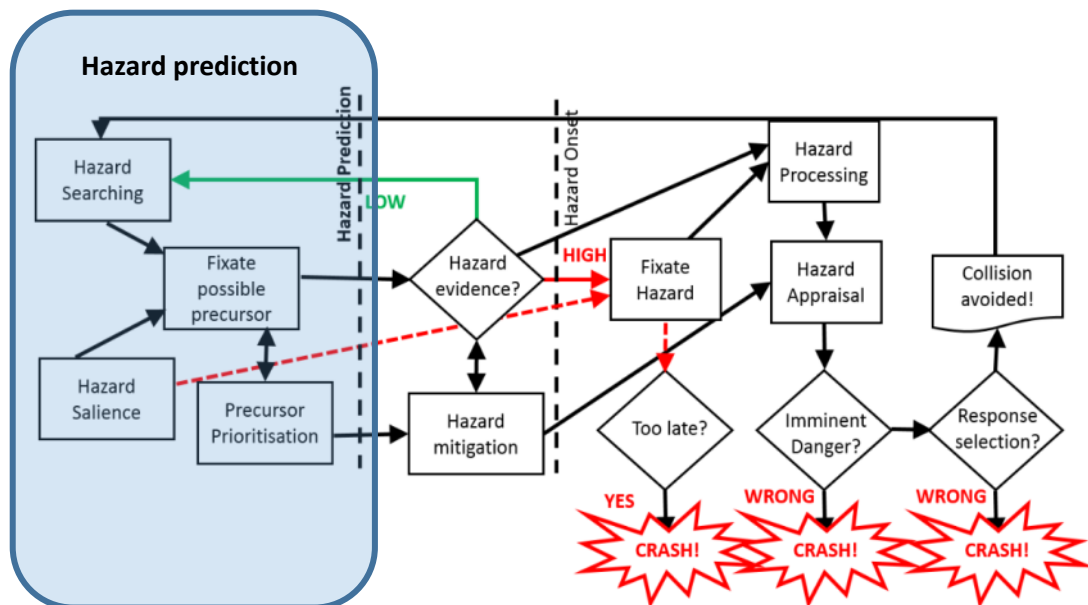 Hazard prediction
Hazard Prediction
Hazard Onset
Hazard
Searching
Hazard
Processing
LOW
Fixate
possible
precursor
Hazard
evidence?
HIGH
Fixate
Hazard
Hazard
Appraisal
Collision
avoided!
Hazard
Salience
Precursor
Prioritisation
Hazard
mitigation
Too late?
Imminent
Danger?
Response
selection?
YES
WRONG
WRONG
CRASH!
CRASH!
CRASH!